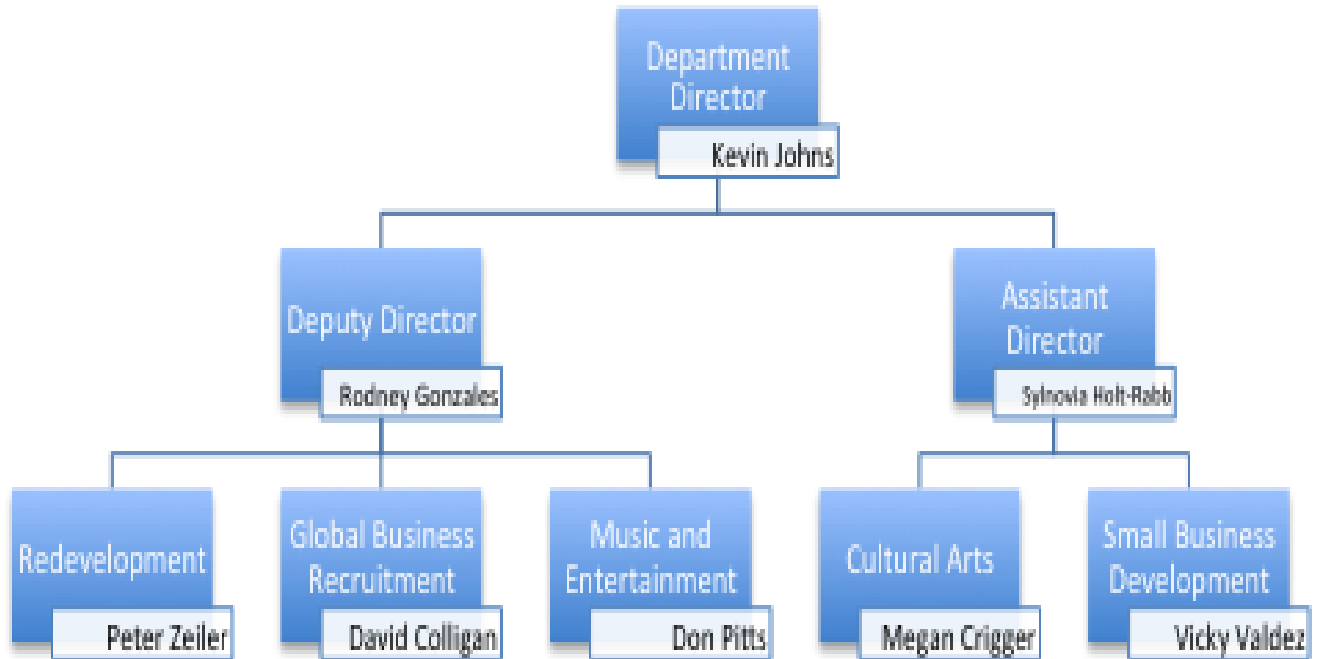 Department
Director
Kevin Johns
Deputy Director
Rodney Gonzales
Assistant
Director
Sylnovia Holt-Rabb
Redevelopment
Peter Zeiler
Global Business
Recruitment
David Colligan
Music and
Entertainment
Don Pitts
Cultural Arts
Megan Crigger
Small Business
Development
Vicky Valdez